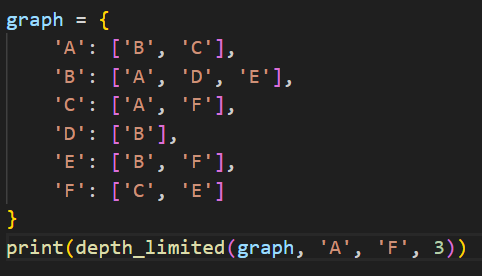 graph = {
    'A': ['B', 'C'],
    'B': ['A', 'D', 'E'],
    'C': ['A', 'F'],
    'D': ['B'],
    'E': ['B', 'F'],
    'F': ['C', 'E']
}
print(depth_limited(graph, 'A', 'F', 3))